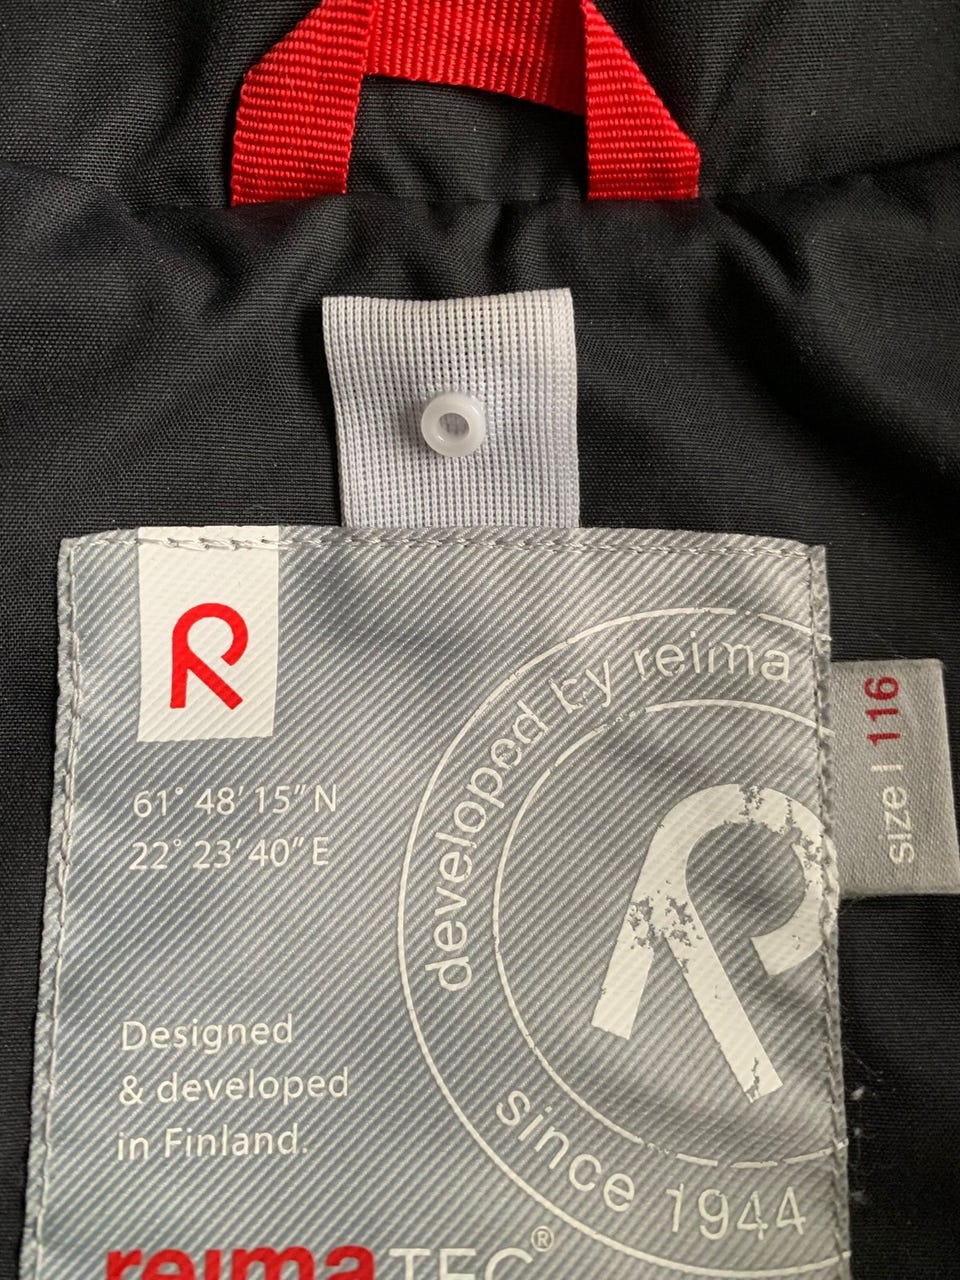 R
61° 48' 15" N
22° 23' 40" E
developed by reima
since 1944
R
size | 116
Designed
& developed
in Finland.
reimaTEC®